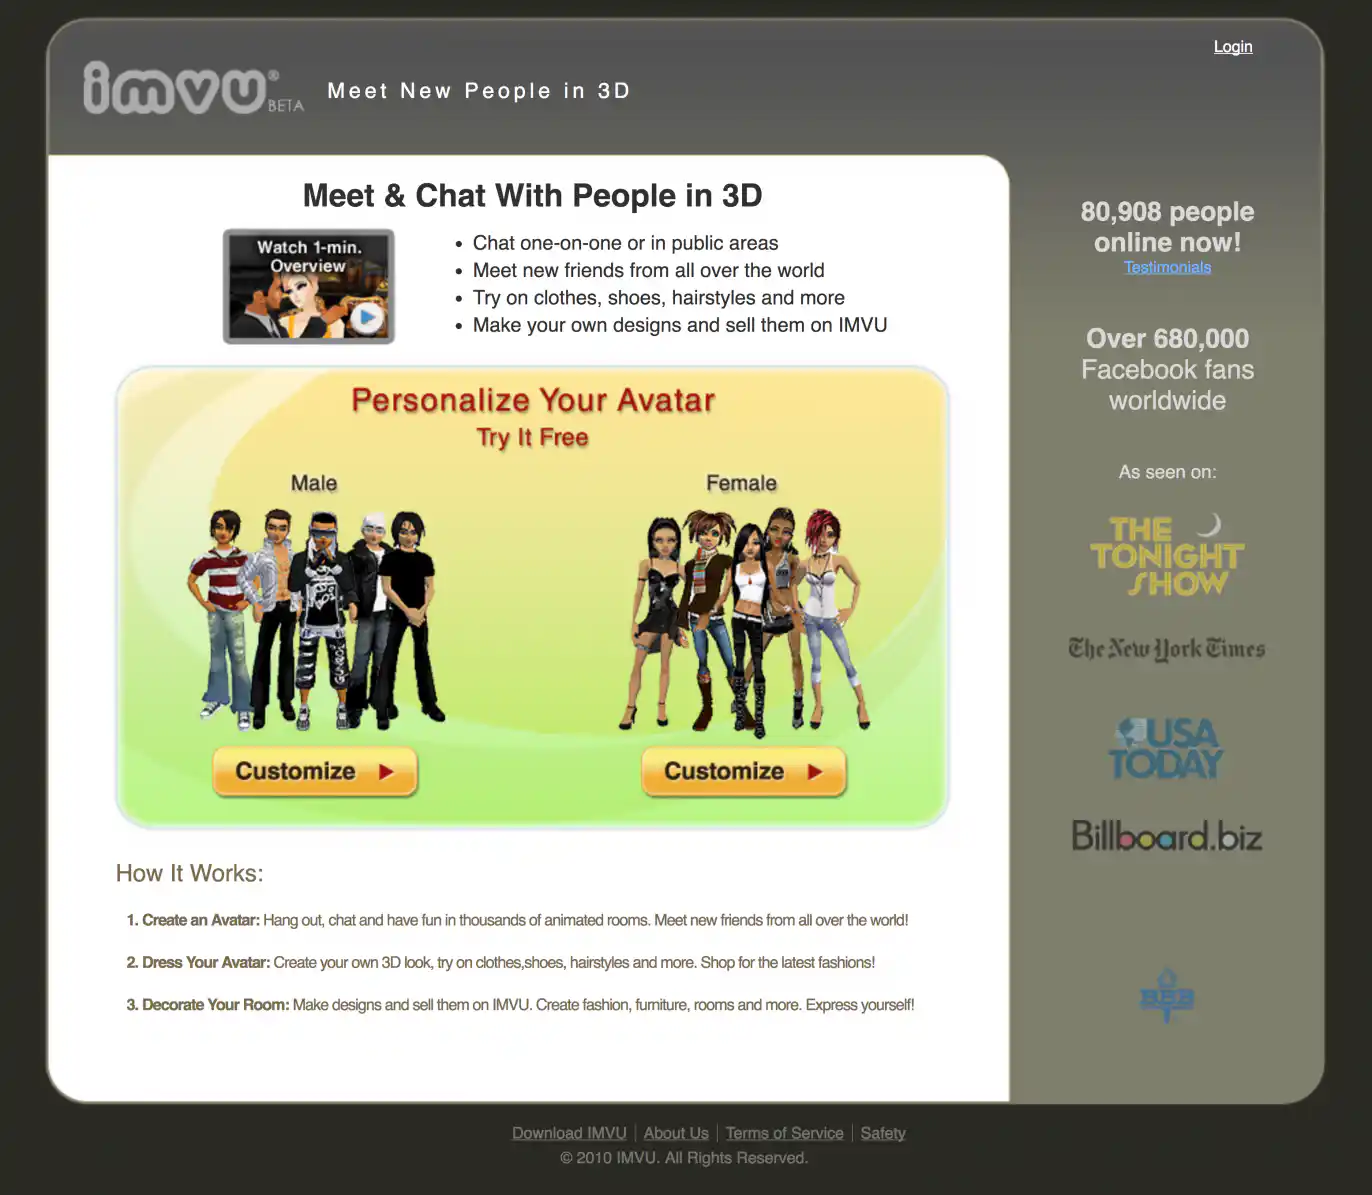 Login
imvu® BETA
Meet New People in 3D
Meet & Chat With People in 3D
Watch 1-min.
Overview
• Chat one-on-one or in public areas
• Meet new friends from all over the world
• Try on clothes, shoes, hairstyles and more
• Make your own designs and sell them on IMVU
Personalize Your Avatar
Try It Free
Male
Female
Customize
Customize
How It Works:
1. Create an Avatar: Hang out, chat and have fun in thousands of animated rooms. Meet new friends from all over the world!
2. Dress Your Avatar: Create your own 3D look, try on clothes,shoes, hairstyles and more. Shop for the latest fashions!
3. Decorate Your Room: Make designs and sell them on IMVU. Create fashion, furniture, rooms and more. Express yourself!
80,908 people
online now!
Testimonials
Over 680,000
Facebook fans
worldwide
As seen on:
THE
TONIGHT
SHOW
The New York Times
USA
TODAY
Billboard.biz
BBB
Download IMVU | About Us | Terms of Service | Safety
© 2010 IMVU. All Rights Reserved.